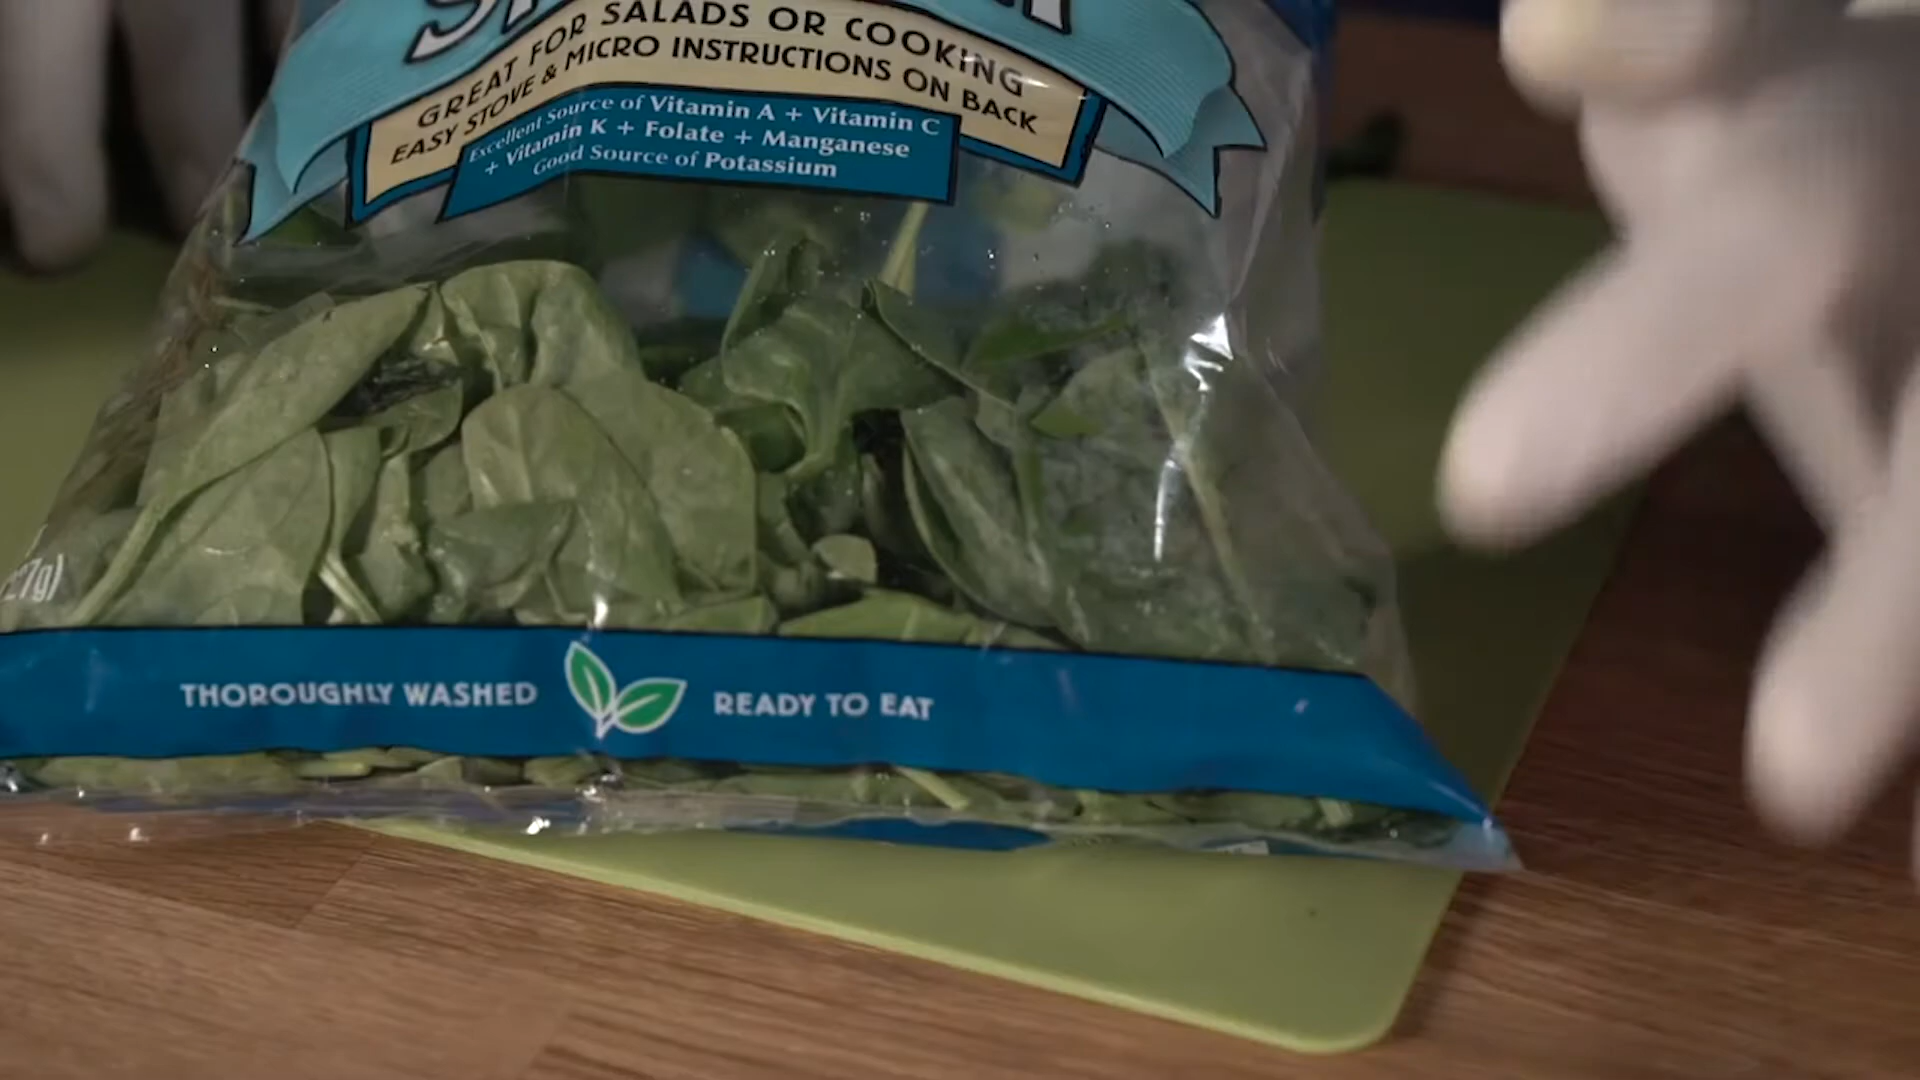 GREAT FOR SALADS OR COOKING
EASY STOVE & MICRO INSTRUCTIONS ON BACK
Excellent Source of Vitamin A + Vitamin C
+ Vitamin K + Folate + Manganese
Good Source of Potassium
THOROUGHLY WASHED READY TO EAT